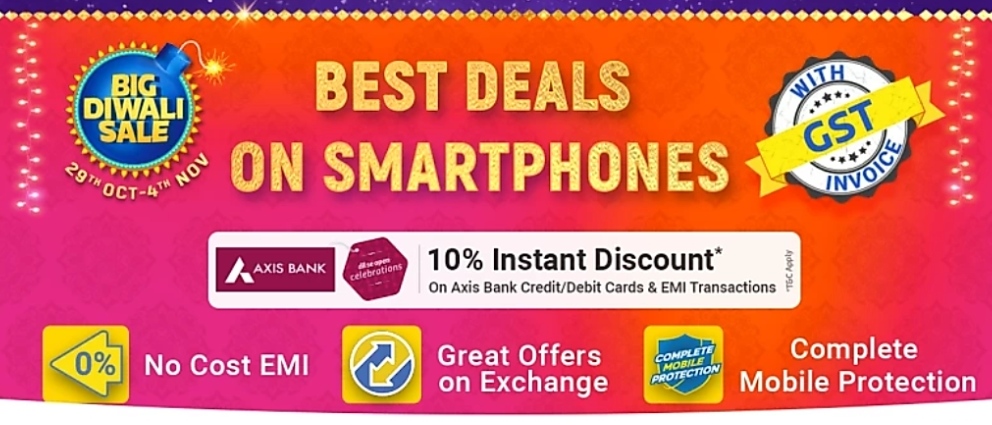 BIG
DIWALI
SALE
29TH OCT-4TH NOV
BEST DEALS
ON SMARTPHONES
WITH
GST
INVOICE
AXIS BANK
dil se open
celebrations
10% Instant Discount*
On Axis Bank Credit/Debit Cards & EMI Transactions
*T&C Apply
0%
No Cost EMI
Great Offers
on Exchange
COMPLETE
MOBILE
PROTECTION
Complete
Mobile Protection